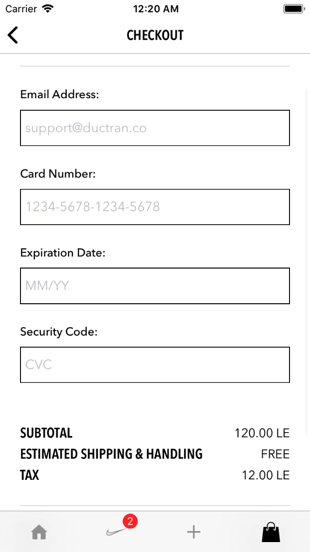 Carrier 12:20 AM
CHECKOUT
Email Address:
support@ductran.co
Card Number:
1234-5678-1234-5678
Expiration Date:
MM/YY
Security Code:
CVC
SUBTOTAL 120.00 LE
ESTIMATED SHIPPING & HANDLING FREE
TAX 12.00 LE
2